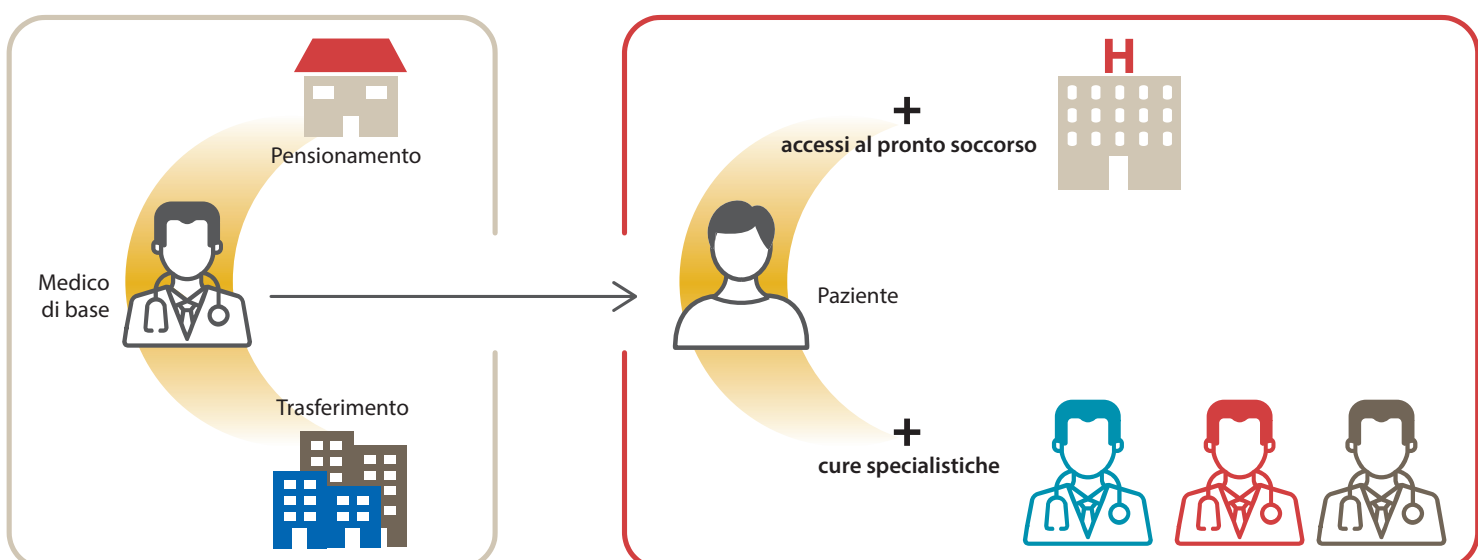 Pensionamento
Medico
di base
Trasferimento
H
+
accessi al pronto soccorso
Paziente
+
cure specialistiche